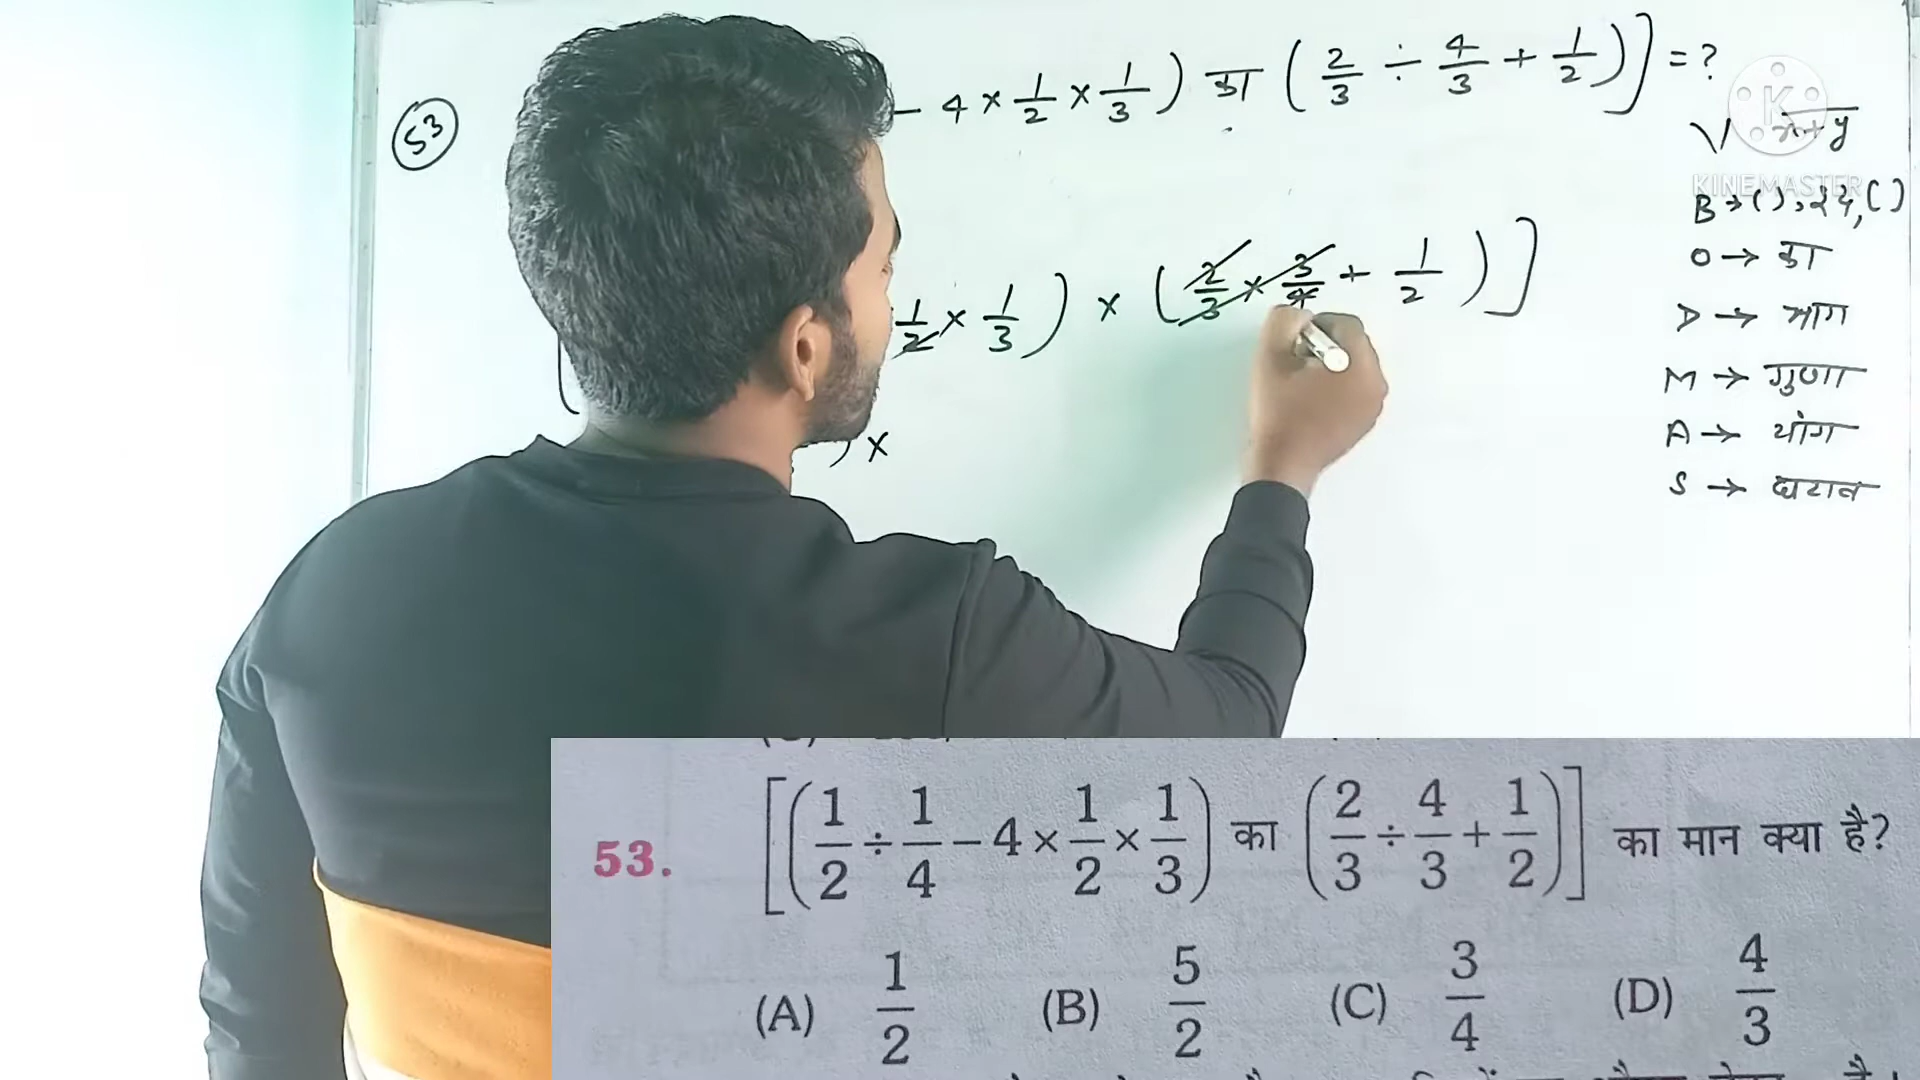 53
- 4 × 1/2 × 1/3 ) का ( 2/3 ÷ 4/3 + 1/2 ) ] = ?
1/2 × 1/3 ) × ( 2/3 × 3/4 + 1/2 ) ]
) ×
V x+y
KINEMASTER
B → ( ), { }, [ ]
O → का
D → भाग
M → गुणा
A → योग
S → घटाव
53. [ ( 1/2 ÷ 1/4 − 4 × 1/2 × 1/3 ) का ( 2/3 ÷ 4/3 + 1/2 ) ] का मान क्या है?
(A) 1/2 (B) 5/2 (C) 3/4 (D) 4/3